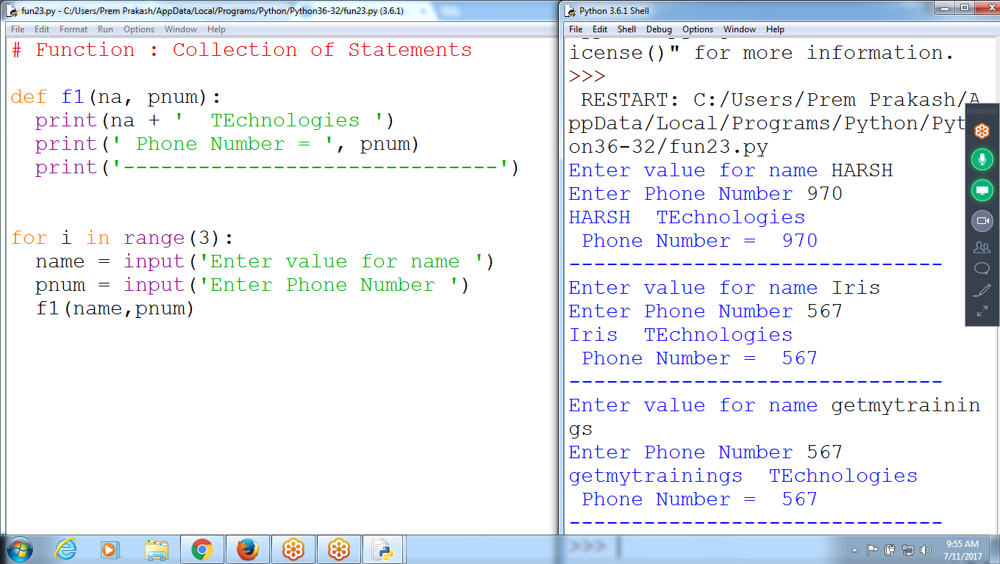 fun23.py - C:/Users/Prem Prakash/AppData/Local/Programs/Python/Python36-32/fun23.py (3.6.1)
File Edit Format Run Options Window Help
# Function : Collection of Statements
def f1(na, pnum):
  print(na + '  TEchnologies ')
  print(' Phone Number = ', pnum)
  print('------------------------------')
for i in range(3):
  name = input('Enter value for name ')
  pnum = input('Enter Phone Number ')
  f1(name,pnum)
Python 3.6.1 Shell
File Edit Shell Debug Options Window Help
icense()" for more information.
>>>
 RESTART: C:/Users/Prem Prakash/A
ppData/Local/Programs/Python/Pyt
on36-32/fun23.py
Enter value for name HARSH
Enter Phone Number 970
HARSH  TEchnologies
 Phone Number =  970
------------------------------
Enter value for name Iris
Enter Phone Number 567
Iris  TEchnologies
 Phone Number =  567
------------------------------
Enter value for name getmytrainin
gs
Enter Phone Number 567
getmytrainings  TEchnologies
 Phone Number =  567
------------------------------
>>>
9:55 AM
7/11/2017